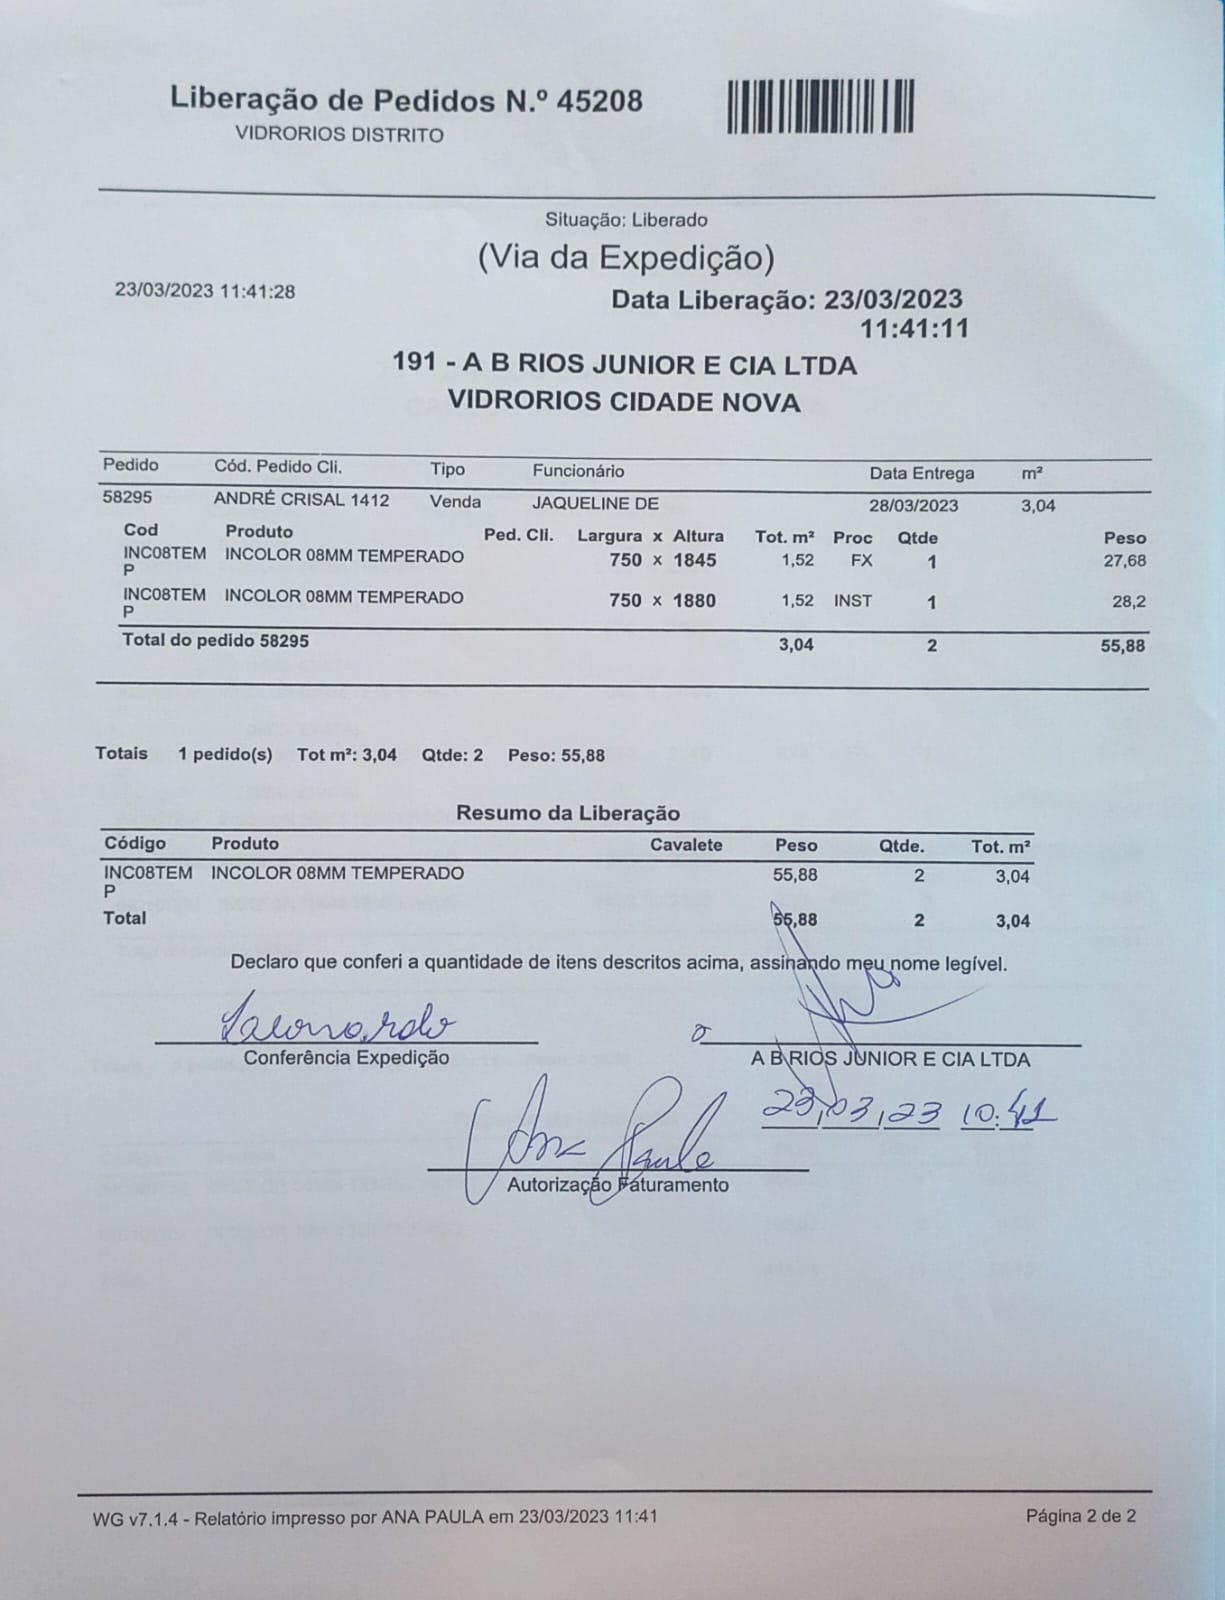 Liberação de Pedidos N.º 45208
VIDRORIOS DISTRITO
Situação: Liberado
(Via da Expedição)
23/03/2023 11:41:28
Data Liberação: 23/03/2023
11:41:11
191 - A B RIOS JUNIOR E CIA LTDA
VIDRORIOS CIDADE NOVA
Pedido Cód. Pedido Cli. Tipo Funcionário Data Entrega m²
58295 ANDRÉ CRISAL 1412 Venda JAQUELINE DE 28/03/2023 3,04
Cod Produto Ped. Cli. Largura x Altura Tot. m² Proc Qtde Peso
INC08TEM INCOLOR 08MM TEMPERADO 750 x 1845 1,52 FX 1 27,68
P
INC08TEM INCOLOR 08MM TEMPERADO 750 x 1880 1,52 INST 1 28,2
P
Total do pedido 58295 3,04 2 55,88
Totais 1 pedido(s) Tot m²: 3,04 Qtde: 2 Peso: 55,88
Resumo da Liberação
Código Produto Cavalete Peso Qtde. Tot. m²
INC08TEM INCOLOR 08MM TEMPERADO 55,88 2 3,04
P
Total 55,88 2 3,04
Declaro que conferi a quantidade de itens descritos acima, assinando meu nome legível.
Conferência Expedição A B RIOS JUNIOR E CIA LTDA
23/03/23 10:41
Ana Paula
Autorização Faturamento
WG v7.1.4 - Relatório impresso por ANA PAULA em 23/03/2023 11:41 Página 2 de 2